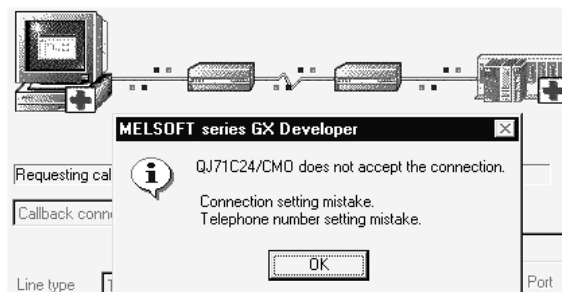 MELSOFT series GX Developer
QJ71C24/CMO does not accept the connection.
Connection setting mistake.
Telephone number setting mistake.
OK
Requesting cal
Callback conn
Line type
Port